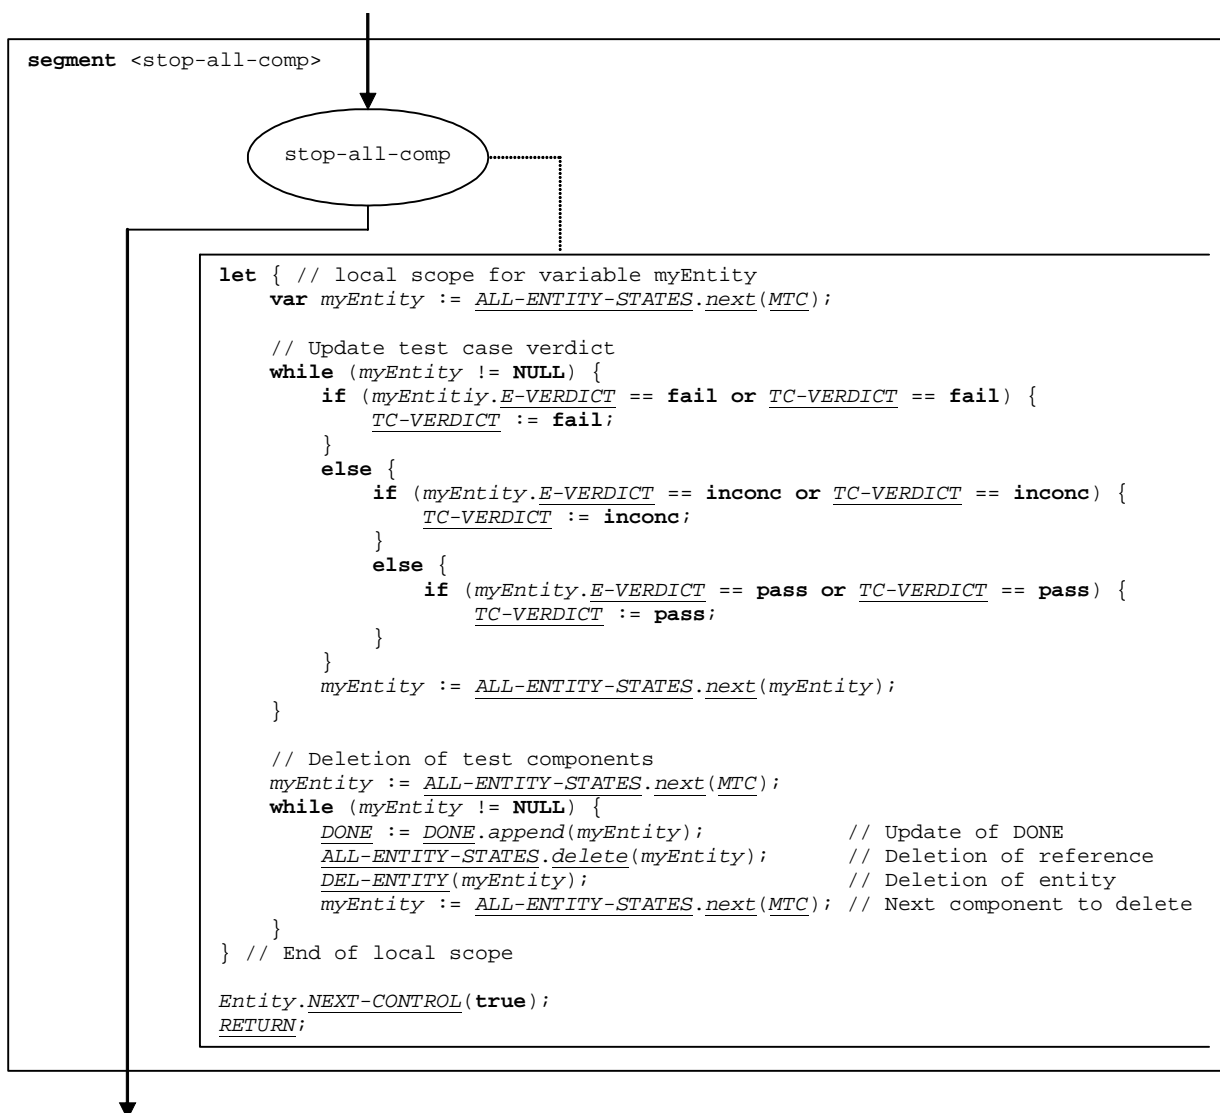 segment <stop-all-comp>
stop-all-comp
let { // local scope for variable myEntity
var myEntity := ALL-ENTITY-STATES.next(MTC);
// Update test case verdict
while (myEntity != NULL) {
if (myEntitiy.E-VERDICT == fail or TC-VERDICT == fail) {
TC-VERDICT := fail;
}
else {
if (myEntity.E-VERDICT == inconc or TC-VERDICT == inconc) {
TC-VERDICT := inconc;
}
else {
if (myEntity.E-VERDICT == pass or TC-VERDICT == pass) {
TC-VERDICT := pass;
}
}
myEntity := ALL-ENTITY-STATES.next(myEntity);
}
// Deletion of test components
myEntity := ALL-ENTITY-STATES.next(MTC);
while (myEntity != NULL) {
DONE := DONE.append(myEntity); // Update of DONE
ALL-ENTITY-STATES.delete(myEntity); // Deletion of reference
DEL-ENTITY(myEntity); // Deletion of entity
myEntity := ALL-ENTITY-STATES.next(MTC); // Next component to delete
}
} // End of local scope
Entity.NEXT-CONTROL(true);
RETURN;